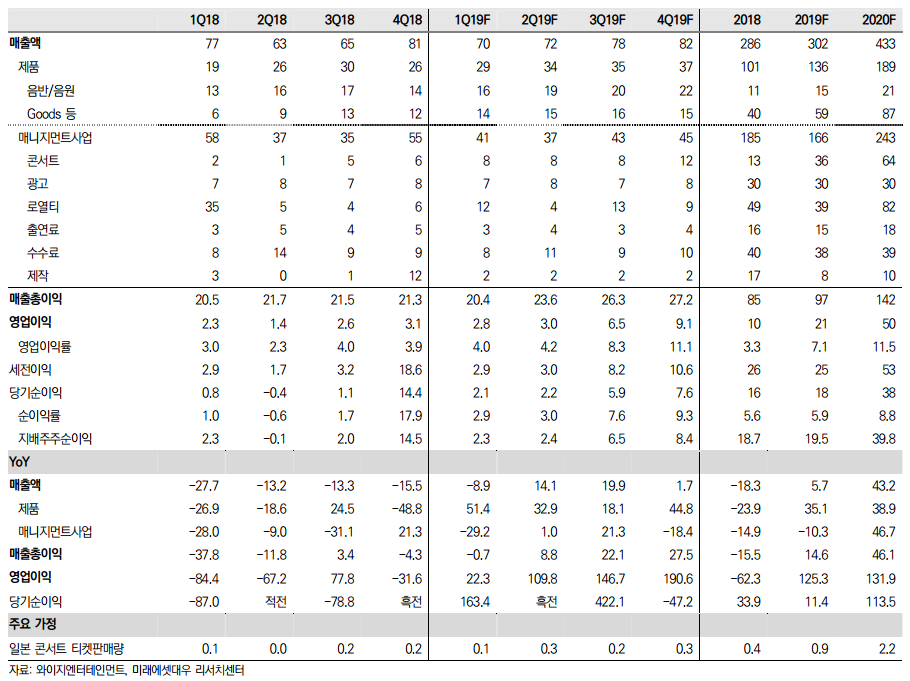 1Q18 2Q18 3Q18 4Q18 1Q19F 2Q19F 3Q19F 4Q19F 2018 2019F 2020F
매출액 77 63 65 81 70 72 78 82 286 302 433
제품 19 26 30 26 29 34 35 37 101 136 189
음반/음원 13 16 17 14 16 19 20 22 11 15 21
Goods 등 6 9 13 12 14 15 16 15 40 59 87
매니지먼트사업 58 37 35 55 41 37 43 45 185 166 243
콘서트 2 1 5 6 8 8 8 12 13 36 64
광고 7 8 7 8 7 8 7 8 30 30 30
로열티 35 5 4 6 12 4 13 9 49 39 82
출연료 3 5 4 5 3 4 3 4 16 15 18
수수료 8 14 9 9 8 11 9 10 40 38 39
제작 3 0 1 12 2 2 2 2 17 8 10
매출총이익 20.5 21.7 21.5 21.3 20.4 23.6 26.3 27.2 85 97 142
영업이익 2.3 1.4 2.6 3.1 2.8 3.0 6.5 9.1 10 21 50
영업이익률 3.0 2.3 4.0 3.9 4.0 4.2 8.3 11.1 3.3 7.1 11.5
세전이익 2.9 1.7 3.2 18.6 2.9 3.0 8.2 10.6 26 25 53
당기순이익 0.8 -0.4 1.1 14.4 2.1 2.2 5.9 7.6 16 18 38
순이익률 1.0 -0.6 1.7 17.9 2.9 3.0 7.6 9.3 5.6 5.9 8.8
지배주주순이익 2.3 -0.1 2.0 14.5 2.3 2.4 6.5 8.4 18.7 19.5 39.8
YoY
매출액 -27.7 -13.2 -13.3 -15.5 -8.9 14.1 19.9 1.7 -18.3 5.7 43.2
제품 -26.9 -18.6 24.5 -48.8 51.4 32.9 18.1 44.8 -23.9 35.1 38.9
매니지먼트사업 -28.0 -9.0 -31.1 21.3 -29.2 1.0 21.3 -18.4 -14.9 -10.3 46.7
매출총이익 -37.8 -11.8 3.4 -4.3 -0.7 8.8 22.1 27.5 -15.5 14.6 46.1
영업이익 -84.4 -67.2 77.8 -31.6 22.3 109.8 146.7 190.6 -62.3 125.3 131.9
당기순이익 -87.0 적전 -78.8 흑전 163.4 흑전 422.1 -47.2 33.9 11.4 113.5
주요 가정
일본 콘서트 티켓판매량 0.1 0.0 0.2 0.2 0.1 0.3 0.2 0.3 0.4 0.9 2.2
자료: 와이지엔터테인먼트, 미래에셋대우 리서치센터